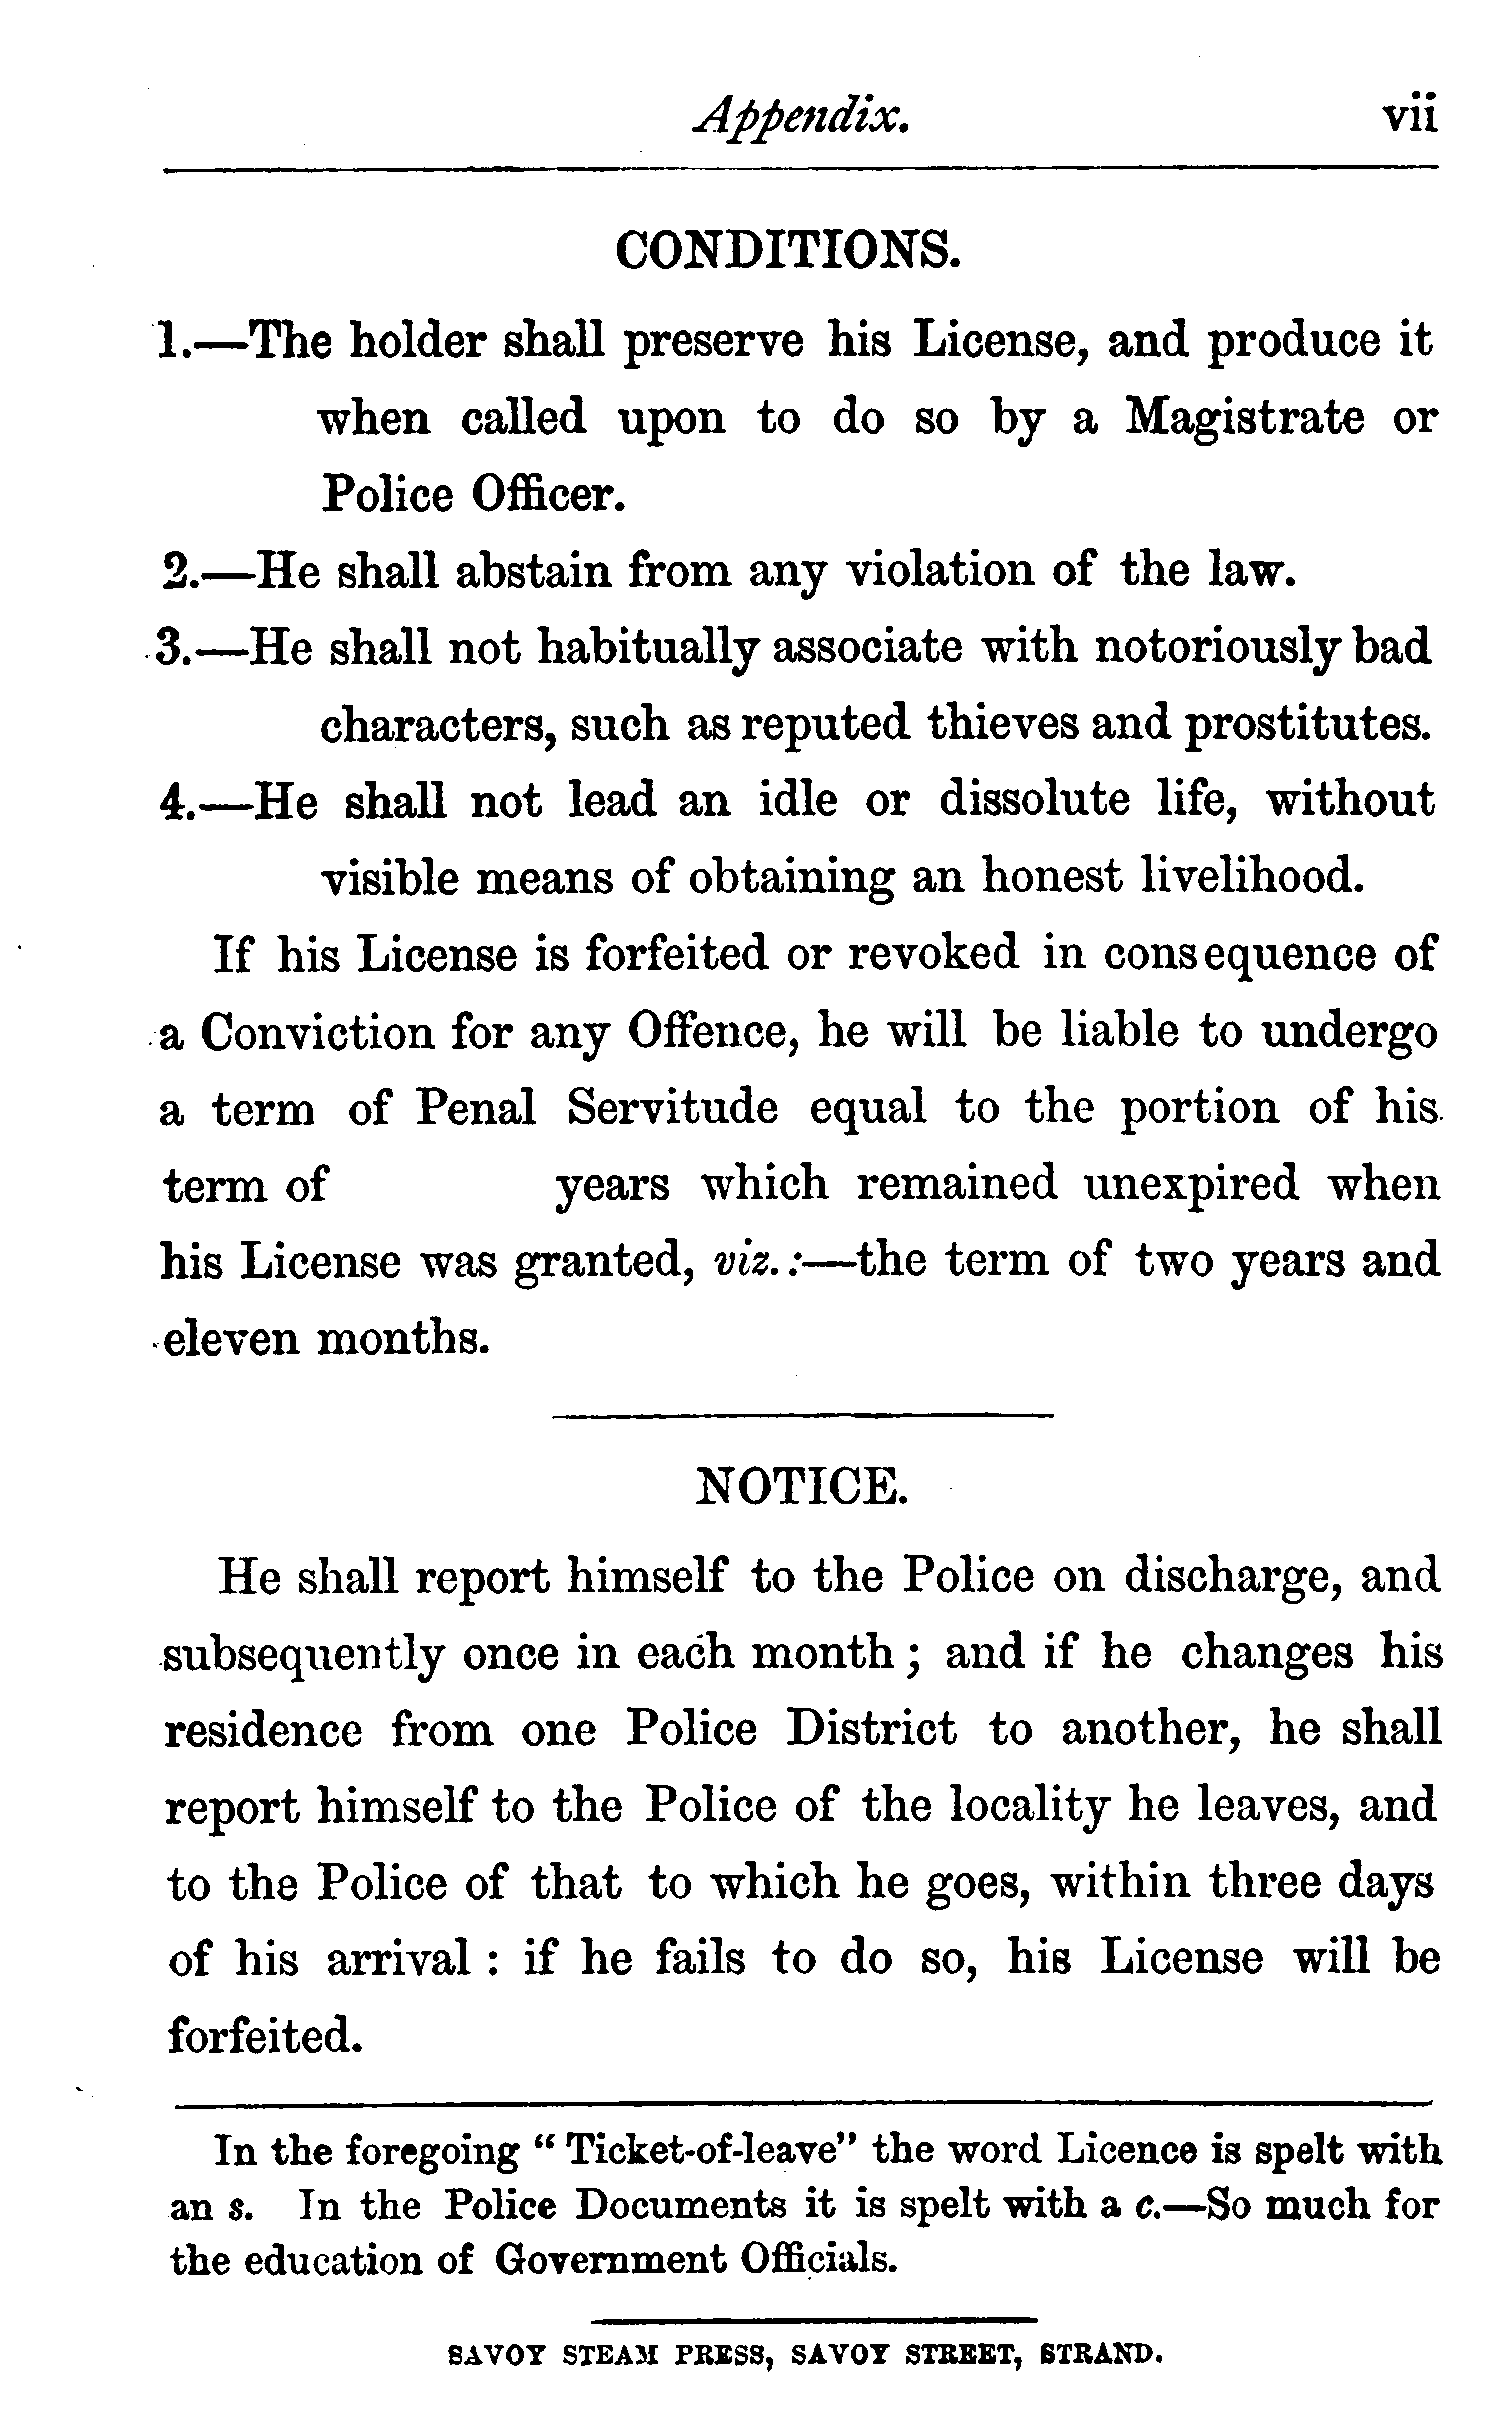 Appendix. vii
CONDITIONS.
1.—The holder shall preserve his License, and produce it
when called upon to do so by a Magistrate or
Police Officer.
2.—He shall abstain from any violation of the law.
3.—He shall not habitually associate with notoriously bad
characters, such as reputed thieves and prostitutes.
4.—He shall not lead an idle or dissolute life, without
visible means of obtaining an honest livelihood.
If his License is forfeited or revoked in consequence of
a Conviction for any Offence, he will be liable to undergo
a term of Penal Servitude equal to the portion of his
term of years which remained unexpired when
his License was granted, viz.:—the term of two years and
eleven months.
NOTICE.
He shall report himself to the Police on discharge, and
subsequently once in each month; and if he changes his
residence from one Police District to another, he shall
report himself to the Police of the locality he leaves, and
to the Police of that to which he goes, within three days
of his arrival: if he fails to do so, his License will be
forfeited.
In the foregoing "Ticket-of-leave" the word Licence is spelt with
an s. In the Police Documents it is spelt with a c.—So much for
the education of Government Officials.
SAVOY STEAM PRESS, SAVOY STREET, STRAND.